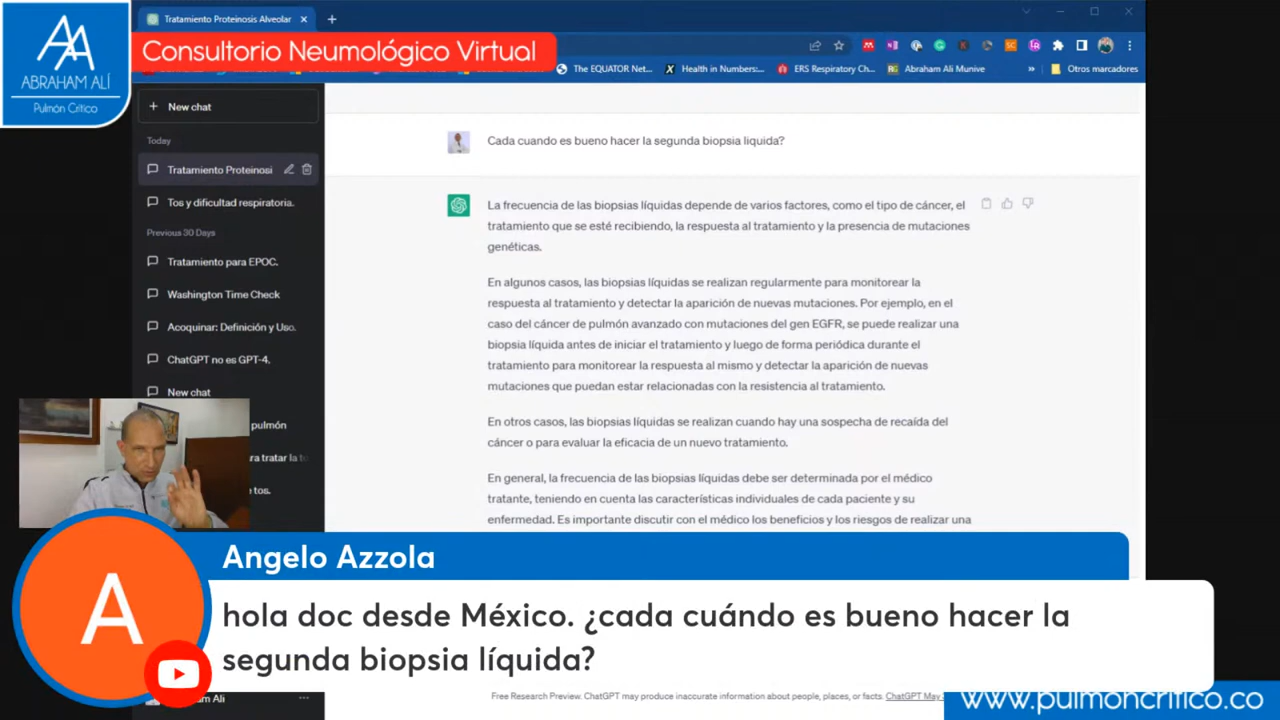 AA
ABRAHAM ALÍ
Pulmón Crítico
Consultorio Neumológico Virtual
Tratamiento Proteinosis Alveolar
The EQUATOR Net...
Health in Numbers:...
ERS Respiratory Ch...
Abraham Ali Munive
Otros marcadores
New chat
Today
Tratamiento Proteinosi
Tos y dificultad respiratoria.
Previous 30 Days
Tratamiento para EPOC.
Washington Time Check
Acoquinar: Definición y Uso.
ChatGPT no es GPT-4.
New chat
pulmón
ra tratar la to
e tos.
am Ali
Cada cuando es bueno hacer la segunda biopsia liquida?
La frecuencia de las biopsias líquidas depende de varios factores, como el tipo de cáncer, el
tratamiento que se esté recibiendo, la respuesta al tratamiento y la presencia de mutaciones
genéticas.
En algunos casos, las biopsias líquidas se realizan regularmente para monitorear la
respuesta al tratamiento y detectar la aparición de nuevas mutaciones. Por ejemplo, en el
caso del cáncer de pulmón avanzado con mutaciones del gen EGFR, se puede realizar una
biopsia líquida antes de iniciar el tratamiento y luego de forma periódica durante el
tratamiento para monitorear la respuesta al mismo y detectar la aparición de nuevas
mutaciones que puedan estar relacionadas con la resistencia al tratamiento.
En otros casos, las biopsias líquidas se realizan cuando hay una sospecha de recaída del
cáncer o para evaluar la eficacia de un nuevo tratamiento.
En general, la frecuencia de las biopsias líquidas debe ser determinada por el médico
tratante, teniendo en cuenta las características individuales de cada paciente y su
enfermedad. Es importante discutir con el médico los beneficios y los riesgos de realizar una
A
Angelo Azzola
hola doc desde México. ¿cada cuándo es bueno hacer la
segunda biopsia líquida?
Free Research Preview. ChatGPT may produce inaccurate information about people, places, or facts. ChatGPT May
www.pulmoncritico.co